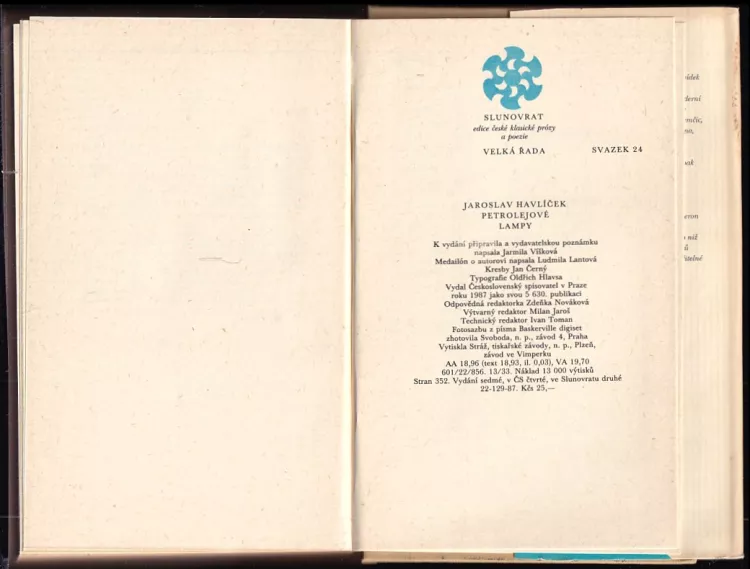 SLUNOVRAT
edice české klasické prózy
a poezie
VELKÁ ŘADA
SVAZEK 24
JAROSLAV HAVLÍČEK
PETROLEJOVÉ
LAMPY
K vydání připravila a vydavatelskou poznámku
napsala Jarmila Víšková
Medailón o autorovi napsala Ludmila Lantová
Kresby Jan Černý
Typografie Oldřich Hlavsa
Vydal Československý spisovatel v Praze
roku 1987 jako svou 5 630. publikaci
Odpovědná redaktorka Zdeňka Nováková
Výtvarný redaktor Milan Jaroš
Technický redaktor Ivan Toman
Fotosazbu z písma Baskerville digiset
zhotovila Svoboda, n. p., závod 4, Praha
Vytiskla Stráž, tiskařské závody, n. p., Plzeň,
závod ve Vimperku
AA 18,96 (text 18,93, il. 0,03), VA 19,70
601/22/856. 13/33. Náklad 13 000 výtisků
Stran 352. Vydání sedmé, v ČS čtvrté, ve Slunovratu druhé
22-129-87. Kčs 25,—